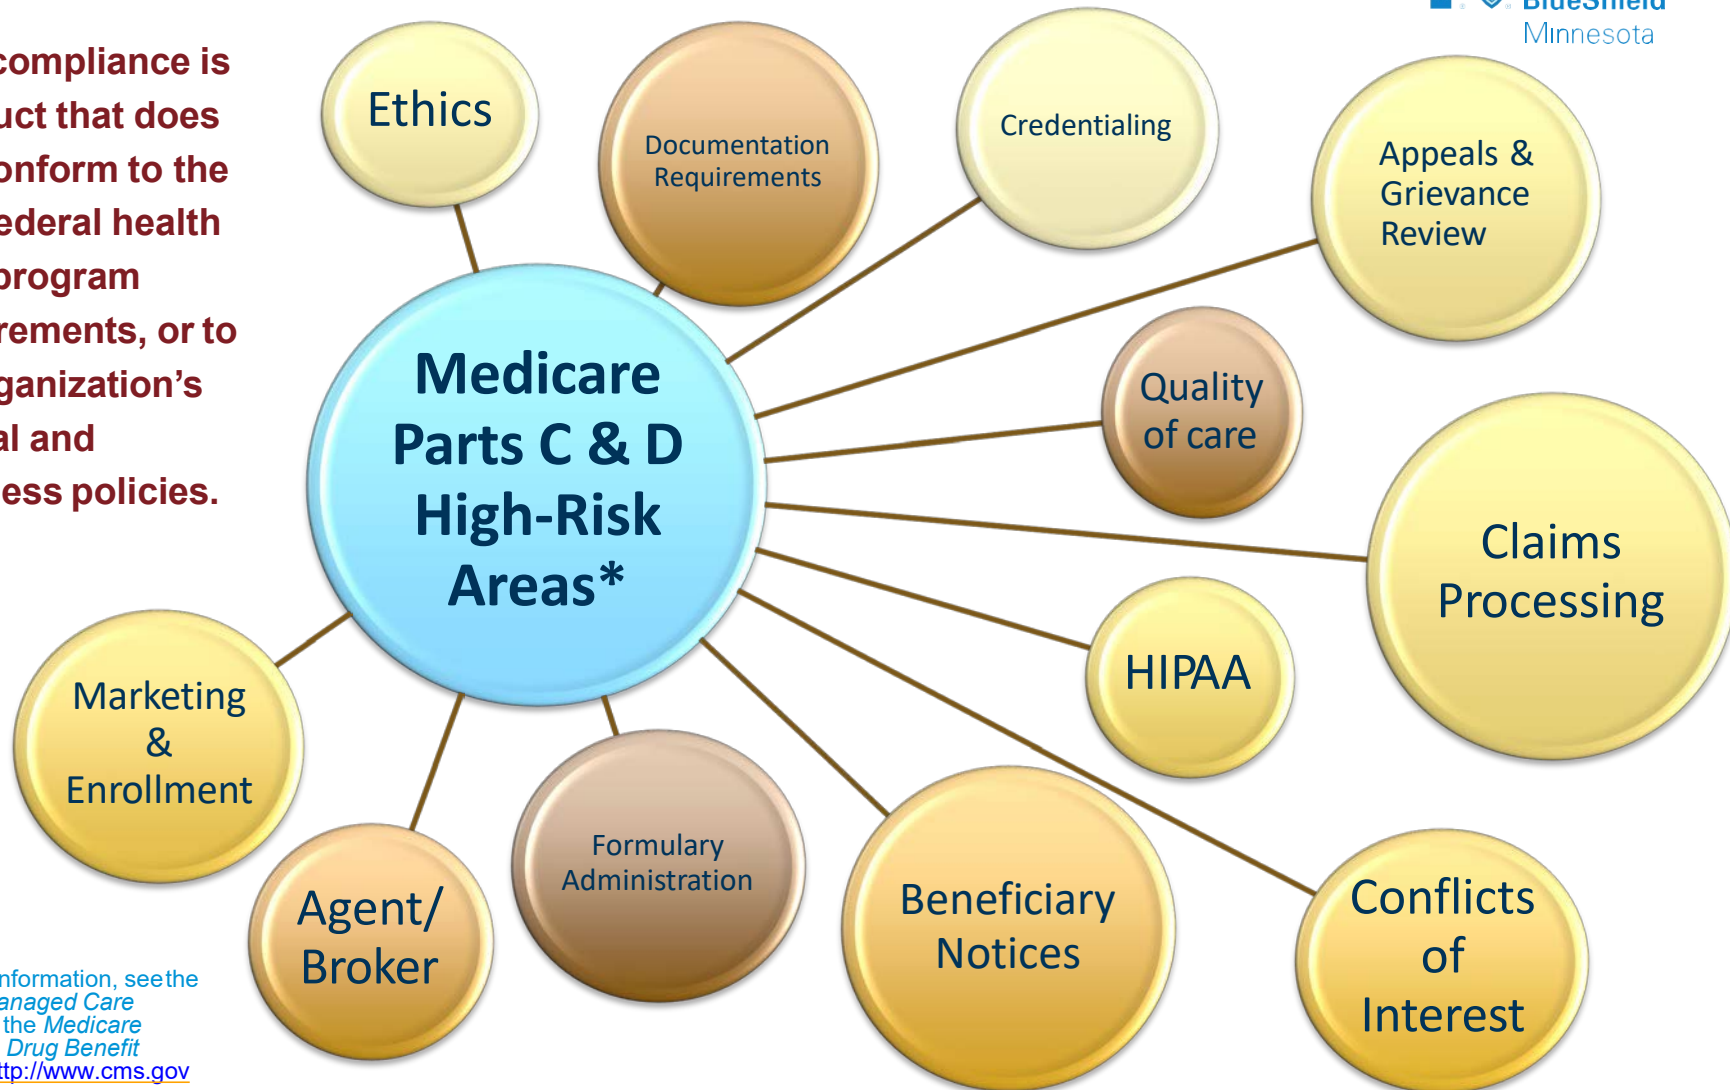 BlueShield
Minnesota
compliance is
uct that does
onform to the
ederal health
program
rements, or to
ganization's
al and
ess policies.
Ethics
Documentation
Requirements
Credentialing
Appeals &
Grievance
Review
Medicare
Parts C & D
High-Risk
Areas*
Quality
of care
Claims
Processing
HIPAA
Marketing
&
Enrollment
Agent/
Broker
Formulary
Administration
Beneficiary
Notices
Conflicts
of
Interest
nformation, seethe
anaged Care
the Medicare
Drug Benefit
ttp://www.cms.gov